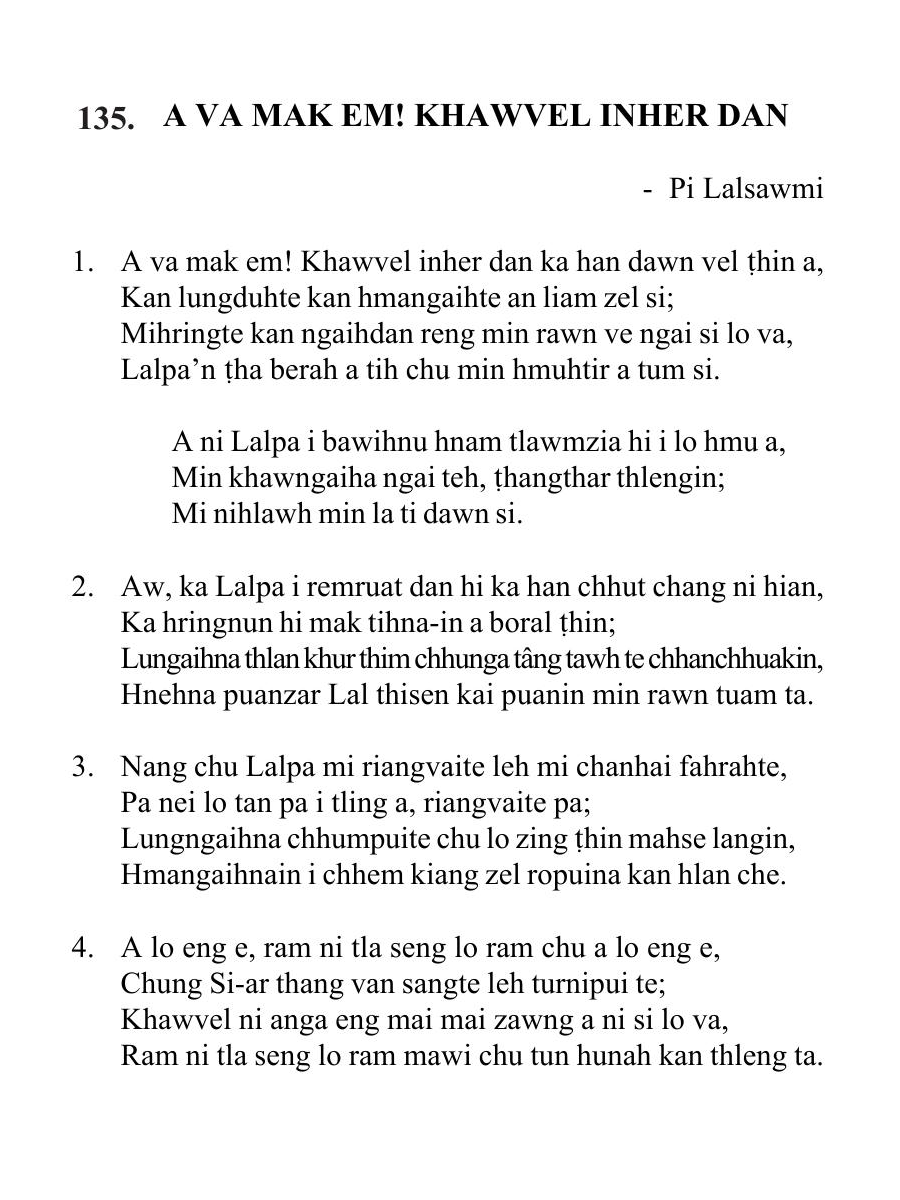 135. A VA MAK EM! KHAWVEL INHER DAN
- Pi Lalsawmi
1. A va mak em! Khawvel inher dan ka han dawn vel ṭhin a,
Kan lungduhte kan hmangaihte an liam zel si;
Mihringte kan ngaihdan reng min rawn ve ngai si lo va,
Lalpa’n ṭha berah a tih chu min hmuhtir a tum si.
A ni Lalpa i bawihnu hnam tlawmzia hi i lo hmu a,
Min khawngaiha ngai teh, ṭhangthar thlengin;
Mi nihlawh min la ti dawn si.
2. Aw, ka Lalpa i remruat dan hi ka han chhut chang ni hian,
Ka hringnun hi mak tihna-in a boral ṭhin;
Lungaihna thlan khur thim chhunga tâng tawh te chhanchhuakin,
Hnehna puanzar Lal thisen kai puanin min rawn tuam ta.
3. Nang chu Lalpa mi riangvaite leh mi chanhai fahrahte,
Pa nei lo tan pa i tling a, riangvaite pa;
Lungngaihna chhumpuite chu lo zing ṭhin mahse langin,
Hmangaihnain i chhem kiang zel ropuina kan hlan che.
4. A lo eng e, ram ni tla seng lo ram chu a lo eng e,
Chung Si-ar thang van sangte leh turnipui te;
Khawvel ni anga eng mai mai zawng a ni si lo va,
Ram ni tla seng lo ram mawi chu tun hunah kan thleng ta.